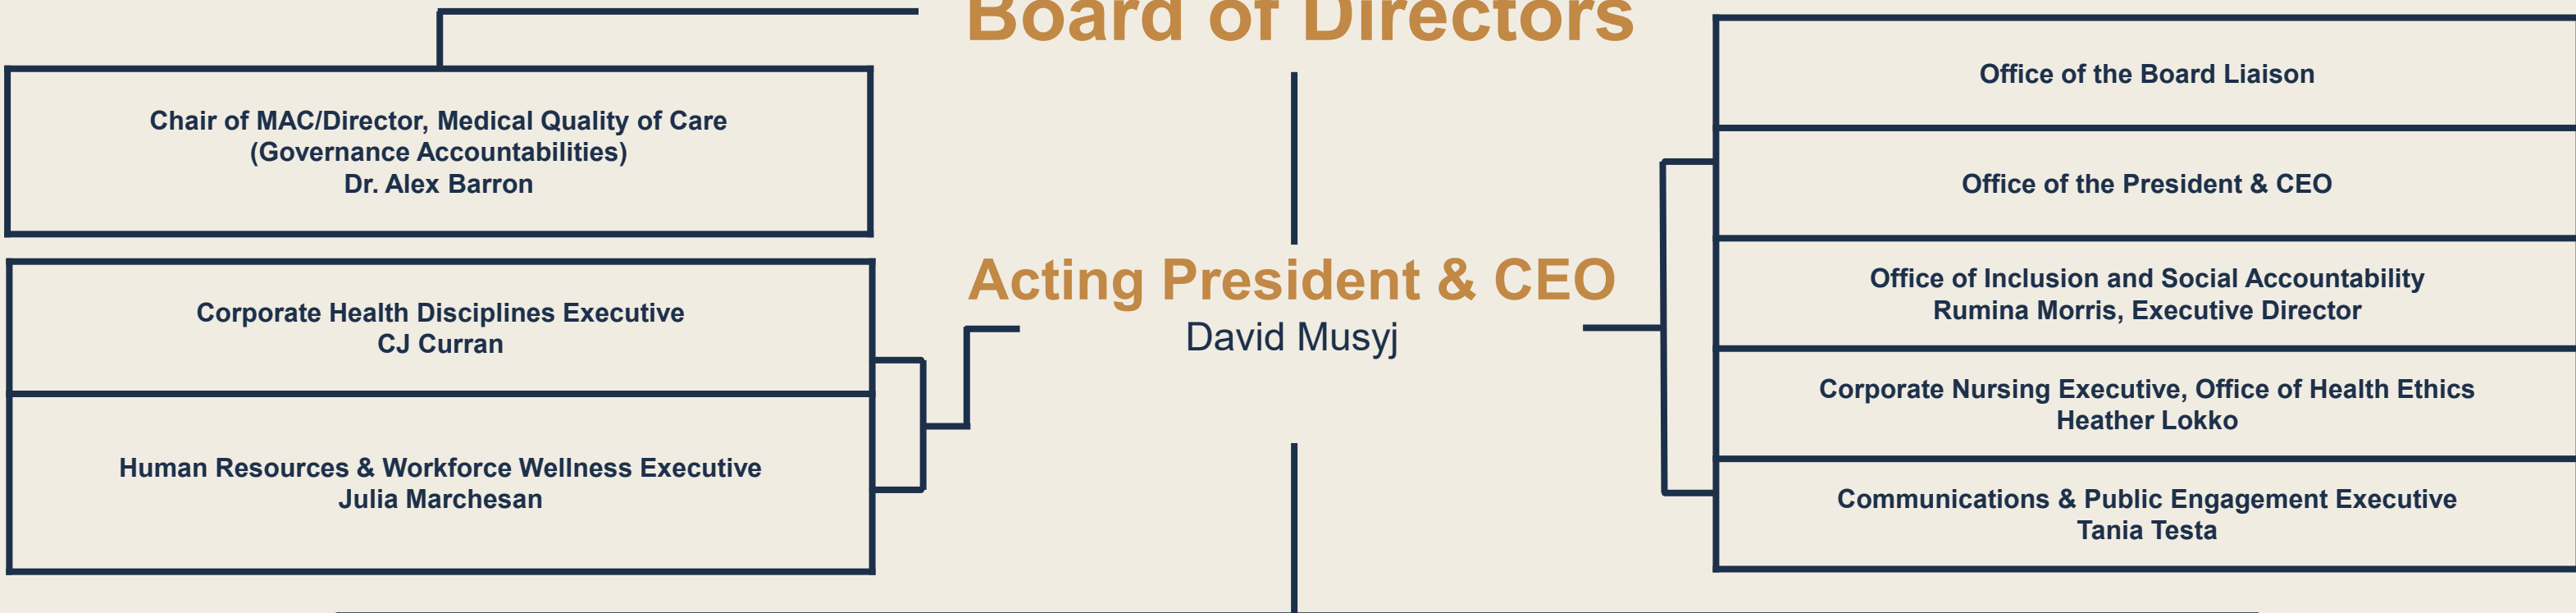 Board of Directors
Chair of MAC/Director, Medical Quality of Care
(Governance Accountabilities)
Dr. Alex Barron
Corporate Health Disciplines Executive
CJ Curran
Human Resources & Workforce Wellness Executive
Julia Marchesan
Acting President & CEO
David Musyj
Office of the Board Liaison
Office of the President & CEO
Office of Inclusion and Social Accountability
Rumina Morris, Executive Director
Corporate Nursing Executive, Office of Health Ethics
Heather Lokko
Communications & Public Engagement Executive
Tania Testa